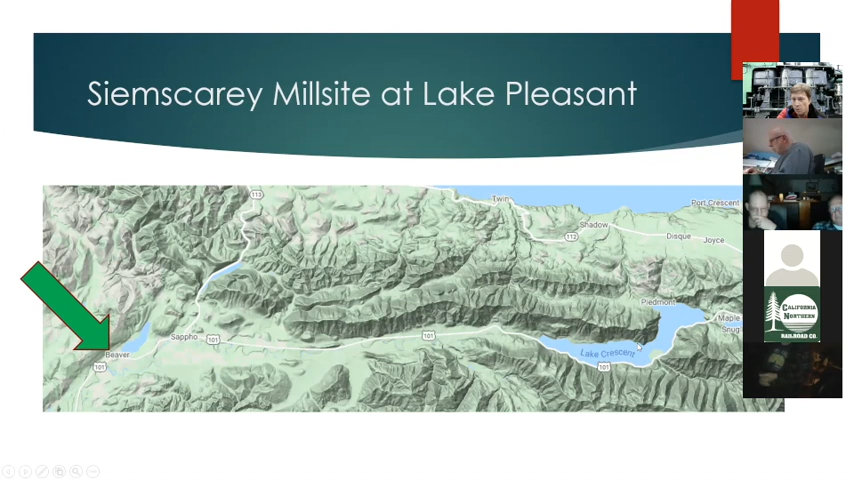 Siemscarey Millsite at Lake Pleasant
113
Twin
Port Crescent
Shadow
112
Disque
Joyce
Piedmont
Maple
Snug
Sappho
101
101
Beaver
101
Lake Crescent
101
CALIFORNIA
NORTHERN
RAILROAD CO.